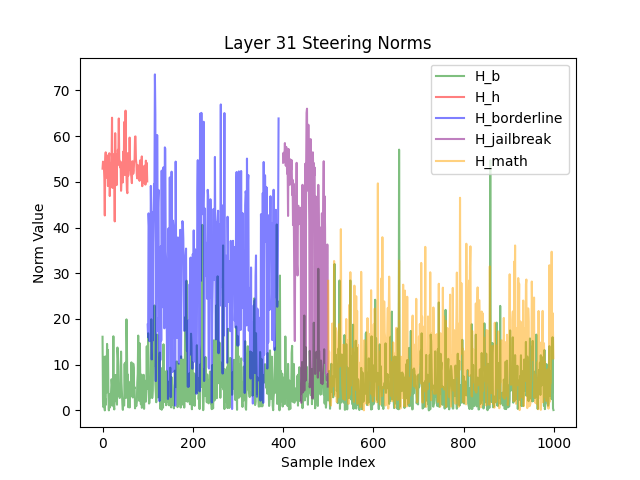 Layer 31 Steering Norms
H_b
H_h
H_borderline
H_jailbreak
H_math
Norm Value
70
60
50
40
30
20
10
0
0 200 400 600 800 1000
Sample Index